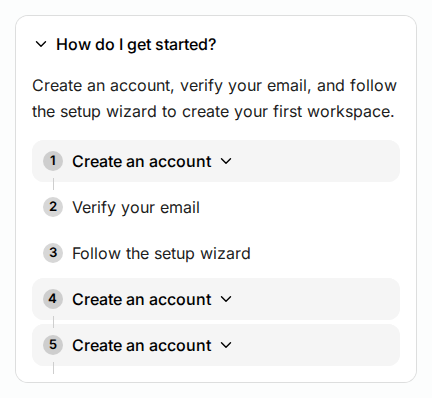 How do I get started?
Create an account, verify your email, and follow
the setup wizard to create your first workspace.
1 Create an account
2 Verify your email
3 Follow the setup wizard
4 Create an account
5 Create an account